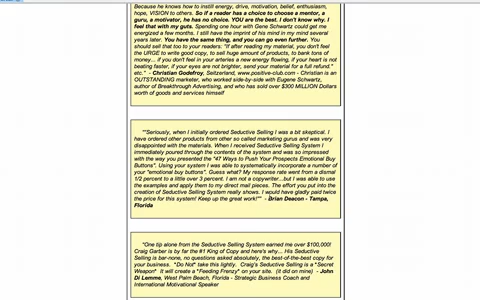 Because he knows how to instill energy, drive, motivation, belief, enthusiasm,
hope, VISION to others. So if a reader has a choice to choose a mentor, a
guru, a motivator, he has no choice. YOU are the best. I don't know why. I
feel that with my guts. Spending one hour with Gene Schwartz could get me
energized a few months. I still have the imprint of his mind in my mind several
years later. You have the same thing, and you can go even further. You
should sell that too to your readers: "If after reading my material, you don't feel
the URGE to write good copy, to sell huge amount of products, to bank tons of
money... if you don't feel in your arteries a new energy flowing, if your heart is not
beating faster, if your eyes are not brighter, send your material for a full refund."
etc." - Christian Godefroy, Seitzerland, www.positive-club.com - Christian is an
OUTSTANDING marketer, who worked side-by-side with Eugene Schwartz,
author of Breakthrough Advertising, and who has sold over $300 MILLION Dollars
worth of goods and services himself
""Seriously, when I initially ordered Seductive Selling I was a bit skeptical. I
have ordered other products from other so called marketing gurus and was very
disappointed with the materials. When I received Seductive Selling System I
immediately poured through the contents of the system and was so impressed
with the way you presented the "47 Ways to Push Your Prospects Emotional Buy
Buttons". Using your system I was able to systematically incorporate a number of
your "emotional buy buttons". Guess what? My response rate went from a dismal
1/2 percent to a little over 3 percent. I am not a copywriter...but I was able to use
the examples and apply them to my direct mail pieces. The effort you put into the
creation of Seductive Selling System really shows. I would have gladly paid twice
the price for this system! Keep up the great work!"" - Brian Deacon - Tampa,
Florida
"One tip alone from the Seductive Selling System earned me over $100,000!
Craig Garber is by far the #1 King of Copy and here's why... His Seductive
Selling is bar-none, no questions asked, absolutely, the best-of-the-best copy for your
business. *Do Not* take this lightly. Craig's Seductive Selling is a *Secret
Weapon* It will create a *Feeding Frenzy* on your site. (it did on mine) - John
Di Lemme, West Palm Beach, Florida - Strategic Business Coach and
International Motivational Speaker